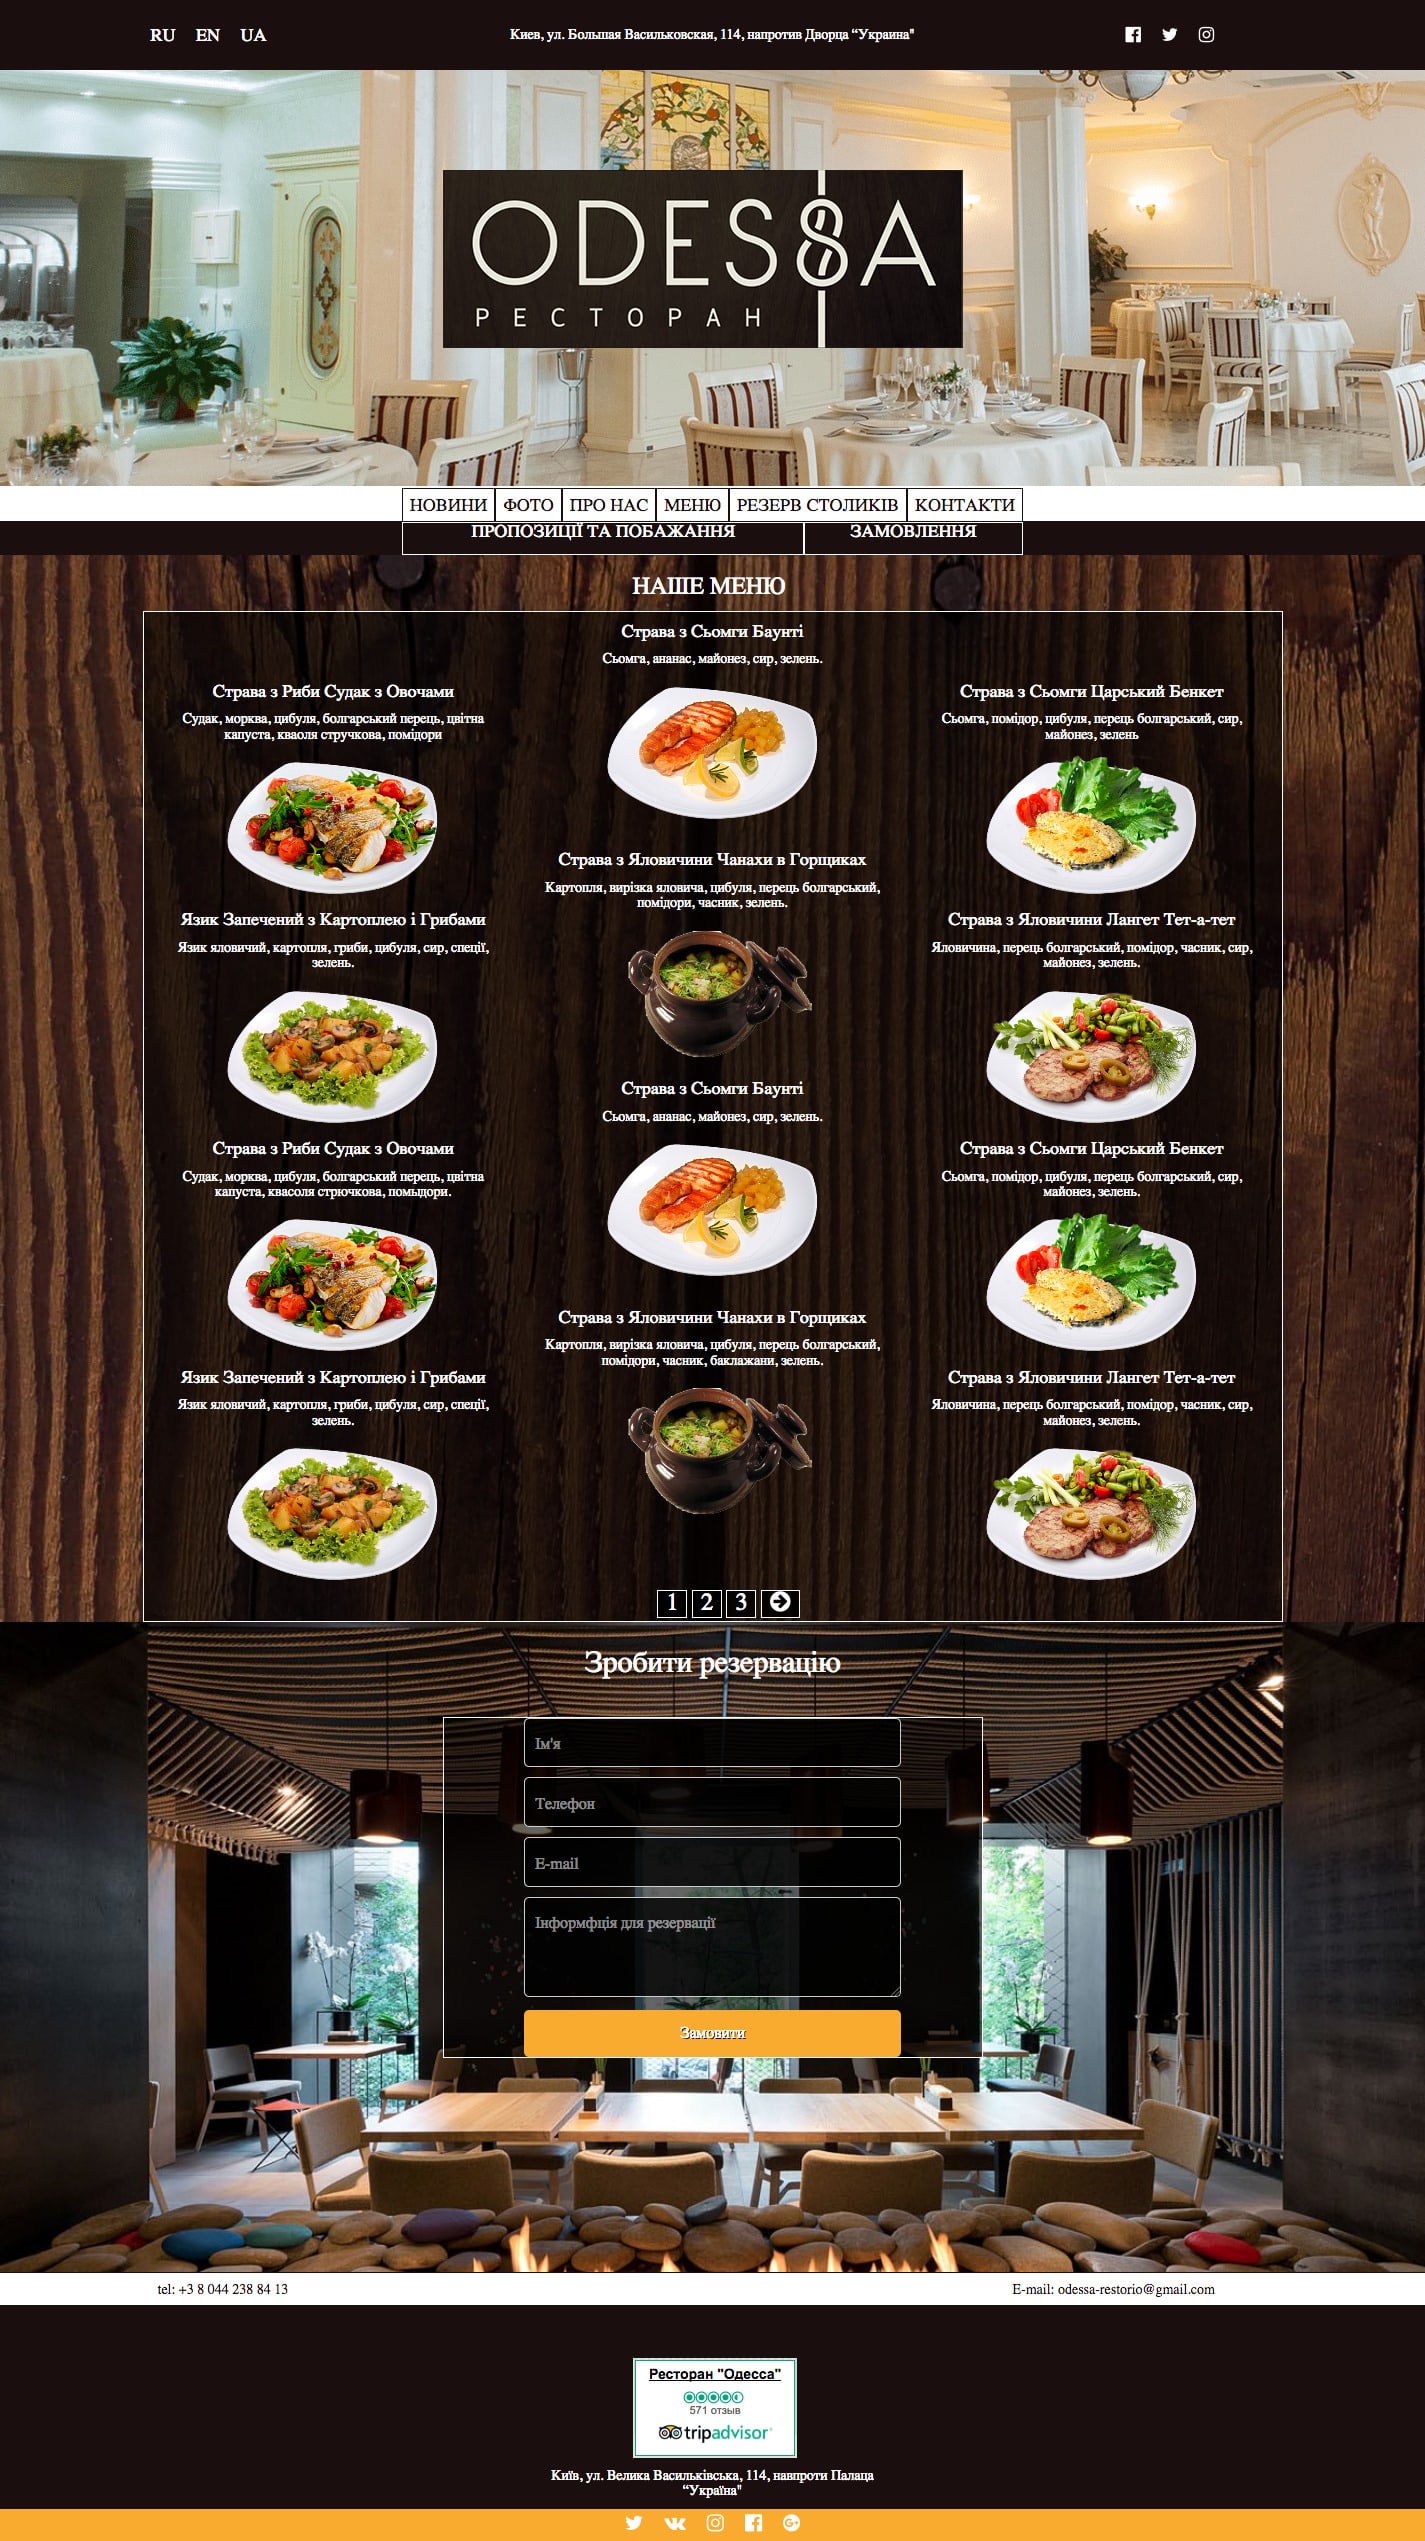 RU EN UA
Киев, ул. Большая Васильковская, 114, напротив Дворца “Украина"
ODESSA
РЕСТОРАН
НОВИНИ ФОТО ПРО НАС МЕНЮ РЕЗЕРВ СТОЛИКІВ КОНТАКТИ
ПРОПОЗИЦІЇ ТА ПОБАЖАННЯ ЗАМОВЛЕННЯ
НАШЕ МЕНЮ
Страва з Риби Судак з Овочами
Судак, морква, цибуля, болгарський перець, цвітна
капуста, кваоля стручкова, помідори
Язик Запечений з Картоплею і Грибами
Язик яловичий, картопля, гриби, цибуля, сир, спеції,
зелень.
Страва з Риби Судак з Овочами
Судак, морква, цибуля, болгарський перець, цвітна
капуста, квасоля стрючкова, помыдори.
Язик Запечений з Картоплею і Грибами
Язик яловичий, картопля, гриби, цибуля, сир, спеції,
зелень.
Страва з Сьомги Баунті
Сьомга, ананас, майонез, сир, зелень.
Страва з Яловичини Чанахи в Горщиках
Картопля, вирізка яловича, цибуля, перець болгарський,
помідори, часник, зелень.
Страва з Сьомги Баунті
Сьомга, ананас, майонез, сир, зелень.
Страва з Яловичини Чанахи в Горщиках
Картопля, вирізка яловича, цибуля, перець болгарський,
помідори, часник, баклажани, зелень.
Страва з Сьомги Царський Бенкет
Сьомга, помідор, цибуля, перець болгарський, сир,
майонез, зелень
Страва з Яловичини Лангет Тет-а-тет
Яловичина, перець болгарський, помідор, часник, сир,
майонез, зелень.
Страва з Сьомги Царський Бенкет
Сьомга, помідор, цибуля, перець болгарський, сир,
майонез, зелень.
Страва з Яловичини Лангет Тет-а-тет
Яловичина, перець болгарський, помідор, часник, сир,
майонез, зелень.
1 2 3
Зробити резервацію
Ім'я
Телефон
E-mail
Інформфція для резервації
Замовити
tel: +3 8 044 238 84 13
E-mail: odessa-restorio@gmail.com
Ресторан "Одесса"
571 отзыв
tripadvisor
Київ, ул. Велика Васильківська, 114, навпроти Палаца
“Україна"